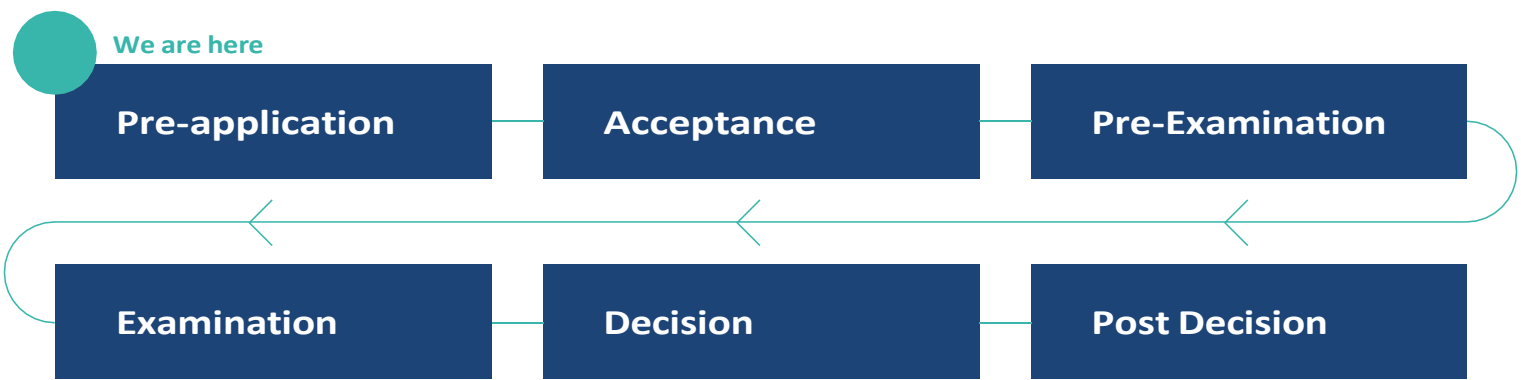 We are here
Pre-application
Acceptance
Pre-Examination
Examination
Decision
Post Decision